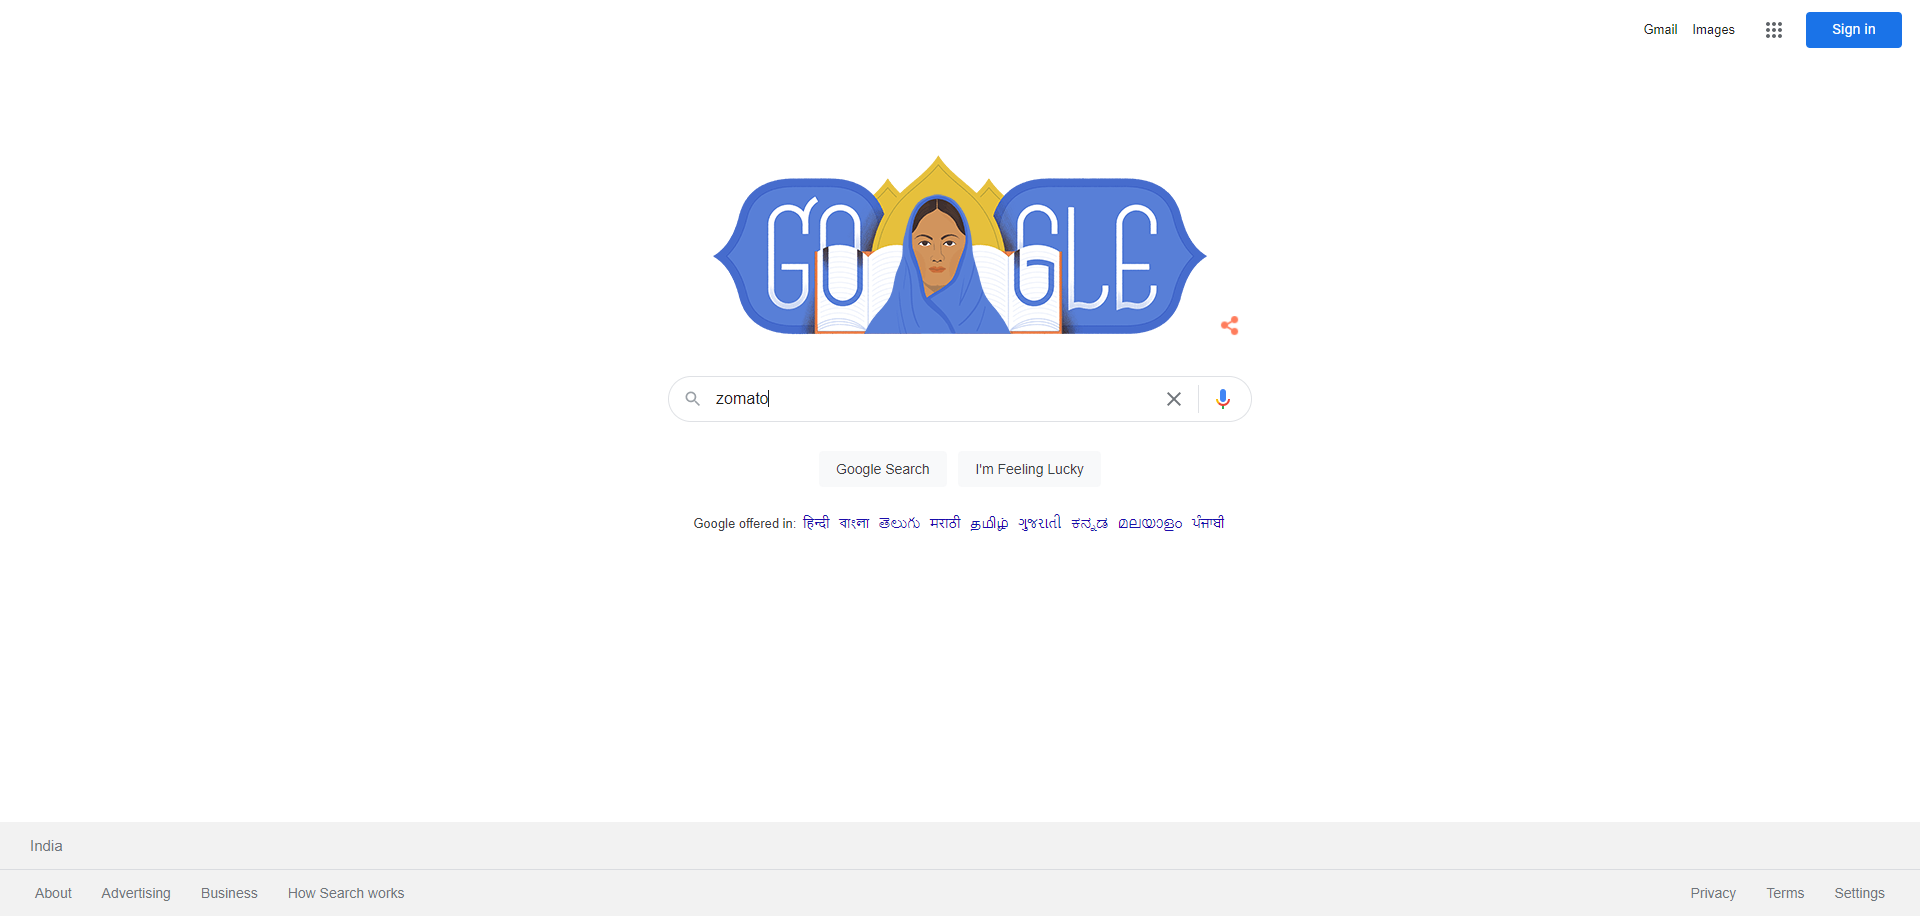 Gmail Images Sign in
GOOGLE
zomato
Google Search I'm Feeling Lucky
Google offered in: हिन्दी বাংলা తెలుగు मराठी தமிழ் ગુજરાતી ಕನ್ನಡ മലയാളം ਪੰਜਾਬੀ
India
About Advertising Business How Search works Privacy Terms Settings